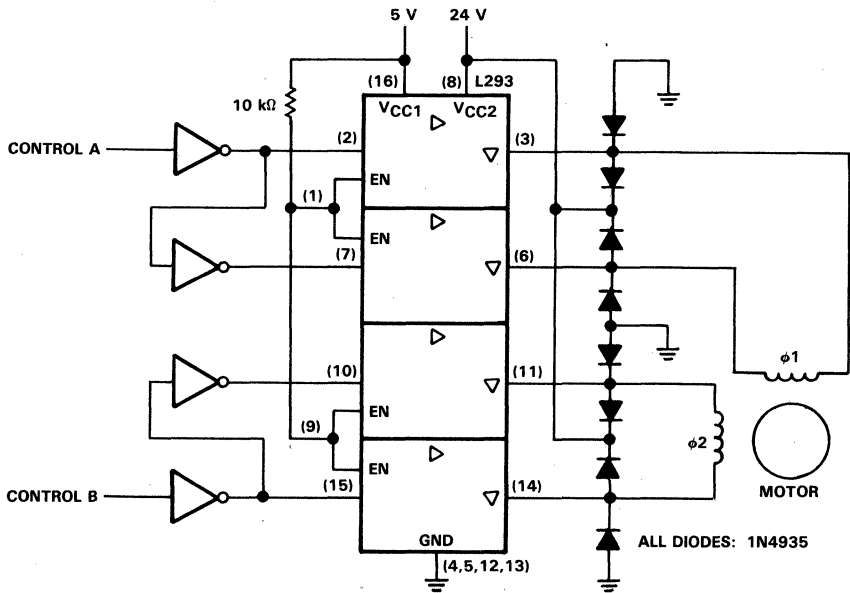 5 V 24 V
(16) (8) L293
10 kΩ
VCC1 VCC2
CONTROL A
(2)
(3)
EN
(1)
EN
(7)
(6)
(10)
(11)
EN
(9)
EN
(15)
(14)
CONTROL B
GND
(4,5,12,13)
ϕ1
ϕ2
MOTOR
ALL DIODES: 1N4935